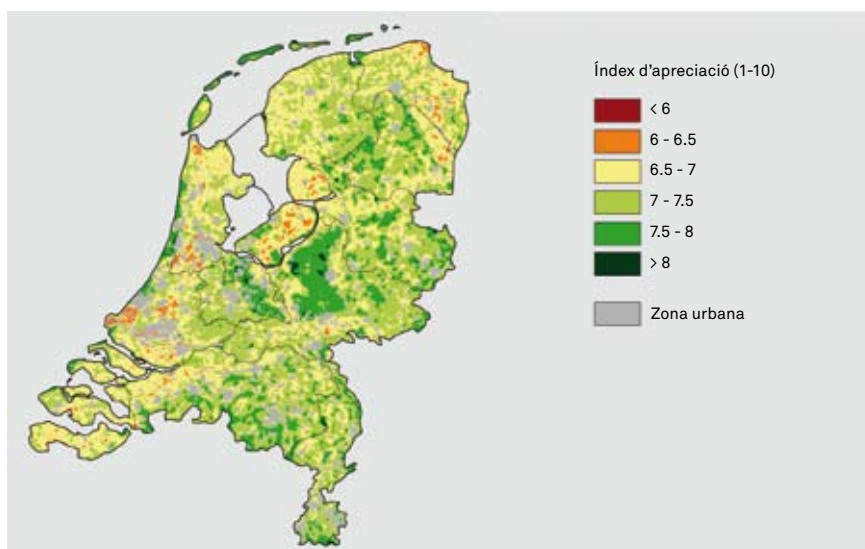 Índex d'apreciació (1-10)
< 6
6 - 6.5
6.5 - 7
7 - 7.5
7.5 - 8
> 8
Zona urbana